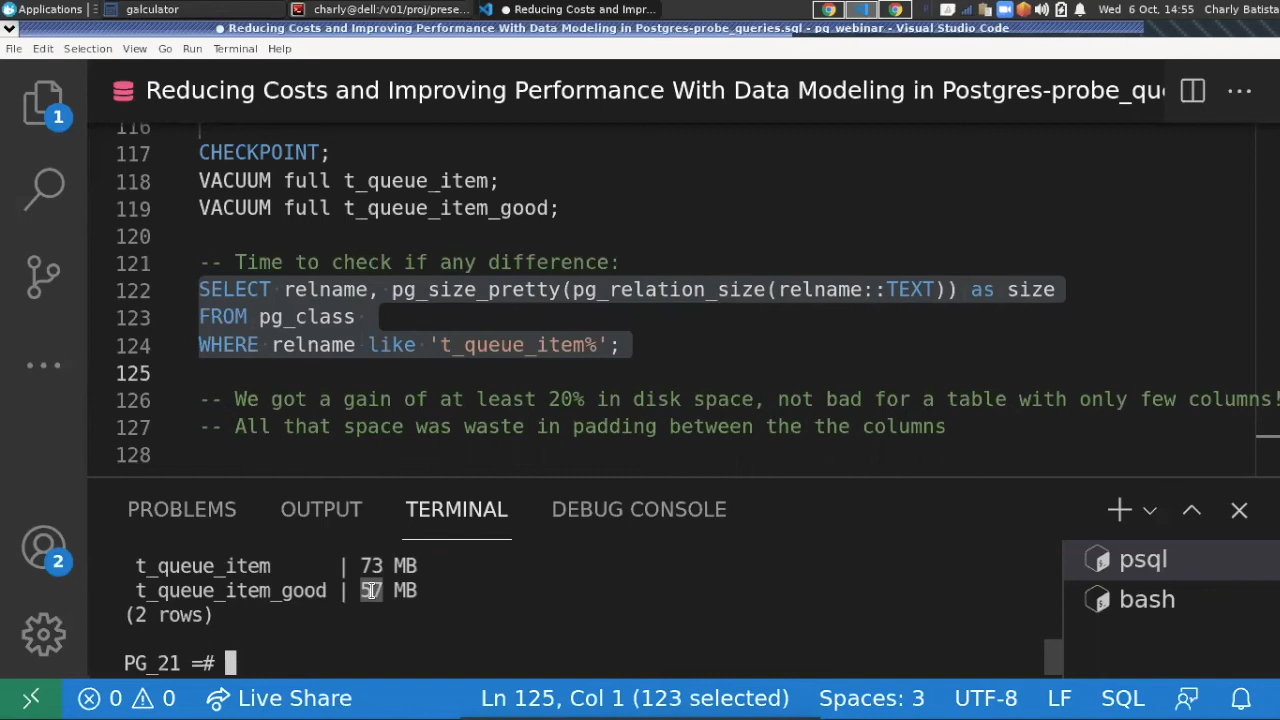 Applications
galculator
charly@dell:/v01/proj/prese...
Reducing Costs and Improving Perfor...
Wed 6 Oct, 14:55
Charly Batista
● Reducing Costs and Improving Performance With Data Modeling in Postgres-probe_queries.sql - pg_webinar - Visual Studio Code
File Edit Selection View Go Run Terminal Help
1
Reducing Costs and Improving Performance With Data Modeling in Postgres-probe_qu
116
117 CHECKPOINT;
118 VACUUM full t_queue_item;
119 VACUUM full t_queue_item_good;
120
121 -- Time to check if any difference:
122 SELECT relname, pg_size_pretty(pg_relation_size(relname::TEXT)) as size
123 FROM pg_class
124 WHERE relname like 't_queue_item%';
125
126 -- We got a gain of at least 20% in disk space, not bad for a table with only few columns!
127 -- All that space was waste in padding between the the columns
128
PROBLEMS OUTPUT TERMINAL DEBUG CONSOLE
t_queue_item | 73 MB
t_queue_item_good | 57 MB
(2 rows)
PG_21 =#
psql
bash
2
0 0 Live Share Ln 125, Col 1 (123 selected) Spaces: 3 UTF-8 LF SQL